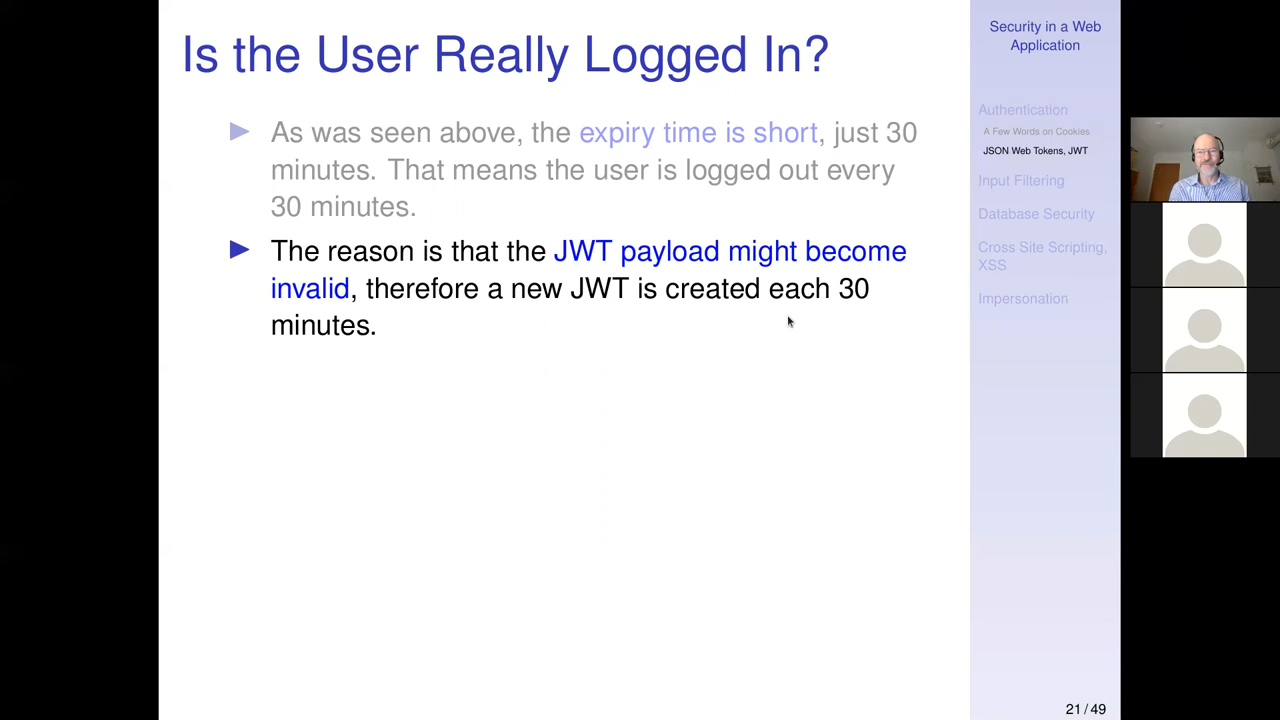 Is the User Really Logged In?
As was seen above, the expiry time is short, just 30
minutes. That means the user is logged out every
30 minutes.
The reason is that the JWT payload might become
invalid, therefore a new JWT is created each 30
minutes.
Security in a Web
Application
Authentication
A Few Words on Cookies
JSON Web Tokens, JWT
Input Filtering
Database Security
Cross Site Scripting,
XSS
Impersonation
21 / 49